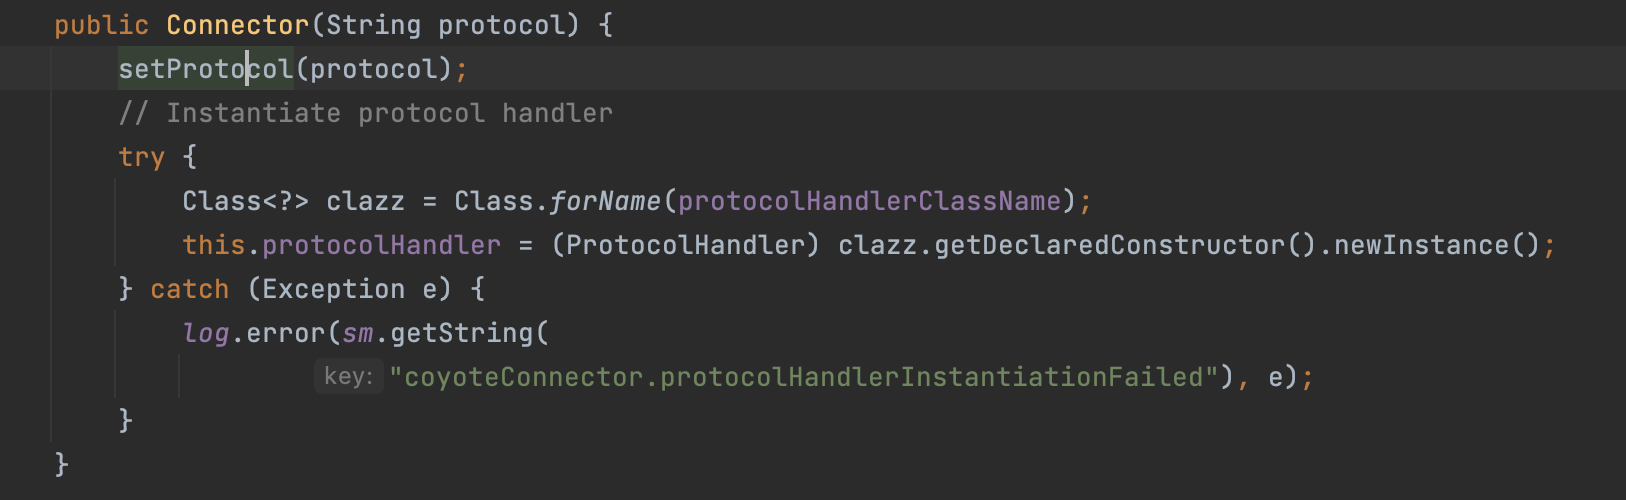 public Connector(String protocol) {
setProtocol(protocol);
// Instantiate protocol handler
try {
Class<?> clazz = Class.forName(protocolHandlerClassName);
this.protocolHandler = (ProtocolHandler) clazz.getDeclaredConstructor().newInstance();
} catch (Exception e) {
log.error(sm.getString(
key: "coyoteConnector.protocolHandlerInstantiationFailed"), e);
}
}